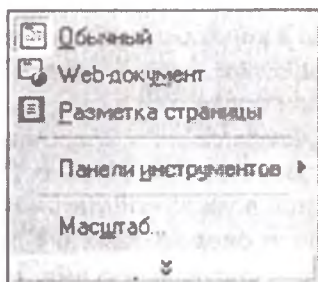 Обычный
Web-документ
Разметка страницы
Панели инструментов
Масштаб...